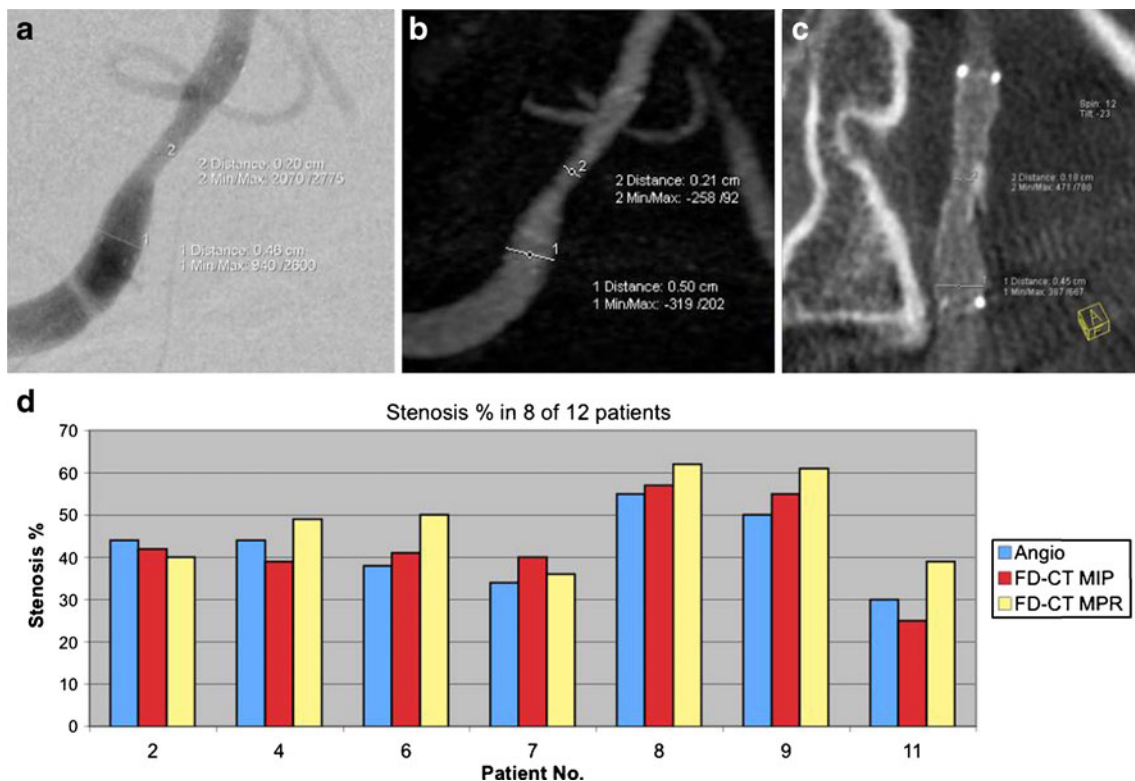 a
2
2 Distance: 0.20 cm
2 Min/Max: 2070 /2775
1
1 Distance: 0.46 cm
1 Min/Max: 940 /2600
b
2
2 Distance: 0.21 cm
2 Min/Max: -258 /92
1
1 Distance: 0.50 cm
1 Min/Max: -319 /202
c
Spin: 12
Tilt: -23
2 Distance: 0.18 cm
2 Min/Max: 471 /788
1
1 Distance: 0.45 cm
1 Min/Max: 387 /667
A
d
Stenosis % in 8 of 12 patients
Stenosis %
70
60
50
40
30
20
10
0
2 4 6 7 8 9 11
Patient No.
Angio
FD-CT MIP
FD-CT MPR